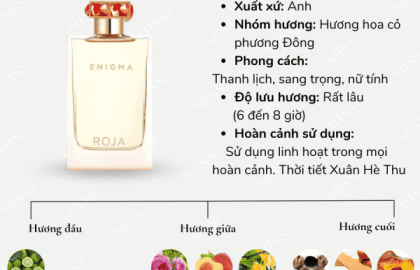 Xuất xứ: Anh
Nhóm hương: Hương hoa cỏ
phương Đông
Phong cách:
Thanh lịch, sang trọng, nữ tính
Độ lưu hương: Rất lâu
(6 đến 8 giờ)
Hoàn cảnh sử dụng:
Sử dụng linh hoạt trong mọi
hoàn cảnh. Thời tiết Xuân Hè Thu
ENIGMA
ROJA
Hương đầu
Hương giữa
Hương cuối